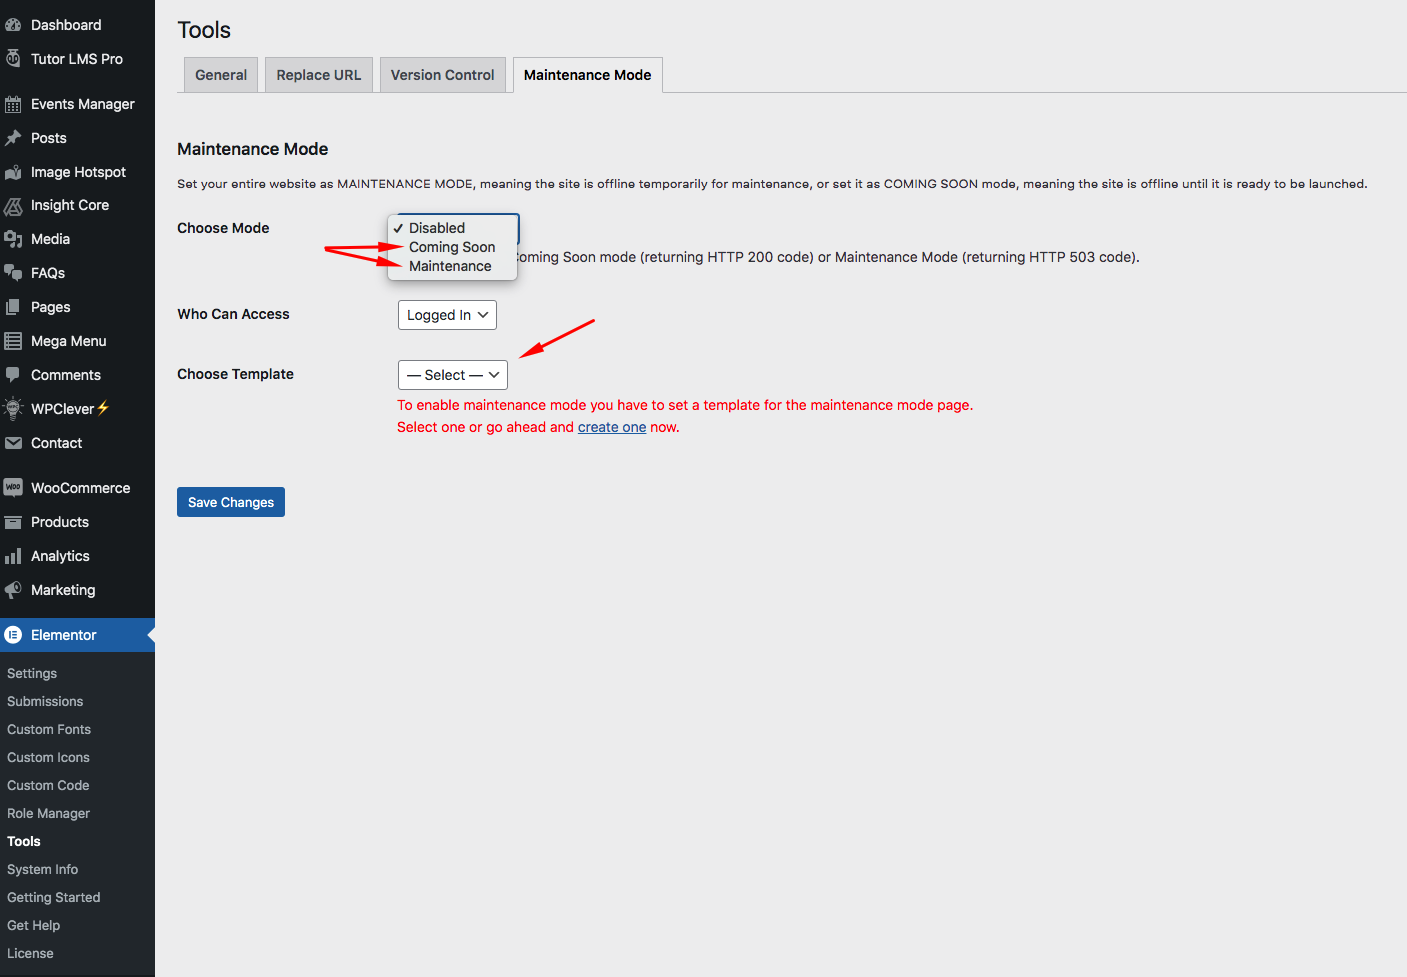 Dashboard
Tutor LMS Pro
Events Manager
Posts
Image Hotspot
Insight Core
Media
FAQs
Pages
Mega Menu
Comments
WPClever⚡
Contact
WOO WooCommerce
Products
Analytics
Marketing
Elementor
Settings
Submissions
Custom Fonts
Custom Icons
Custom Code
Role Manager
Tools
System Info
Getting Started
Get Help
License
Tools
General Replace URL Version Control Maintenance Mode
Maintenance Mode
Set your entire website as MAINTENANCE MODE, meaning the site is offline temporarily for maintenance, or set it as COMING SOON mode, meaning the site is offline until it is ready to be launched.
Choose Mode
✓ Disabled
Coming Soon
Maintenance
oming Soon mode (returning HTTP 200 code) or Maintenance Mode (returning HTTP 503 code).
Who Can Access Logged In
Choose Template — Select —
To enable maintenance mode you have to set a template for the maintenance mode page.
Select one or go ahead and create one now.
Save Changes